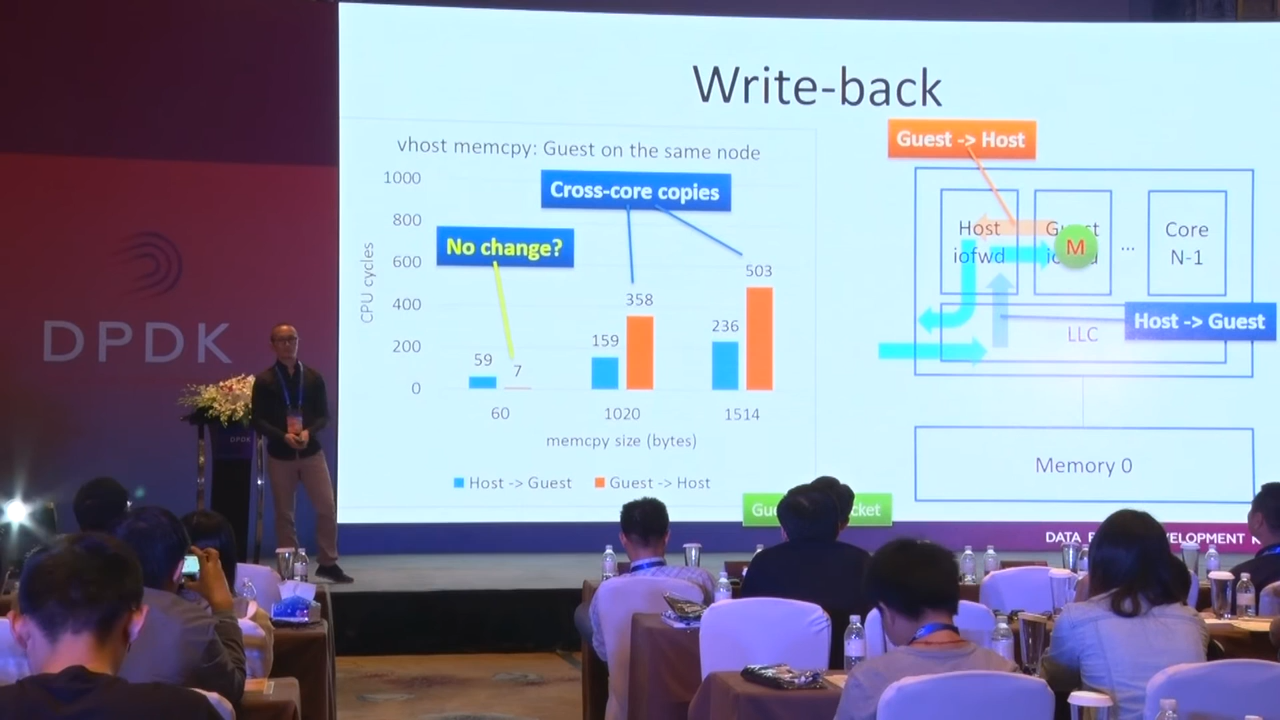 Write-back
vhost memcpy: Guest on the same node
1000
800
600
400
200
0
CPU cycles
No change?
Cross-core copies
59
7
159
358
236
503
60
1020
1514
memcpy size (bytes)
Host -> Guest
Guest -> Host
Guest -> Host
Host
iofwd
M
...
Core
N-1
LLC
Host -> Guest
Memory 0
DPDK
DPDK
DATA